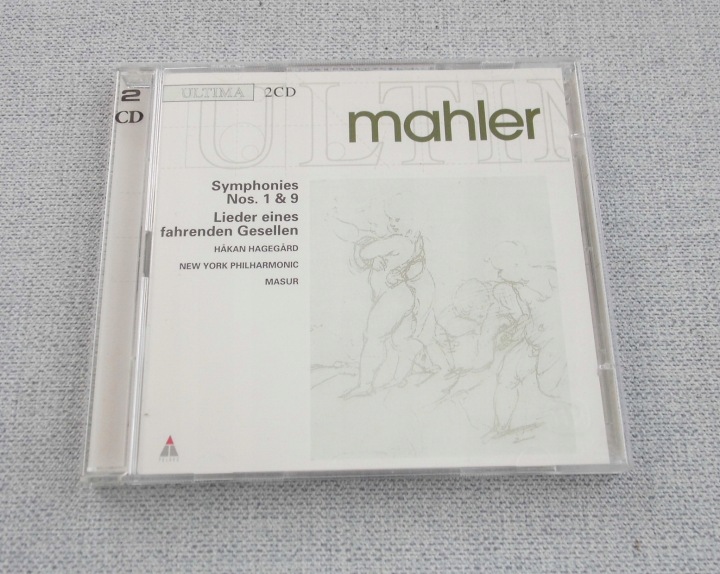 2
CD
ULTIMA 2CD
ULTIM
mahler
Symphonies
Nos. 1 & 9
Lieder eines
fahrenden Gesellen
HÅKAN HAGEGÅRD
NEW YORK PHILHARMONIC
MASUR
TELDEC